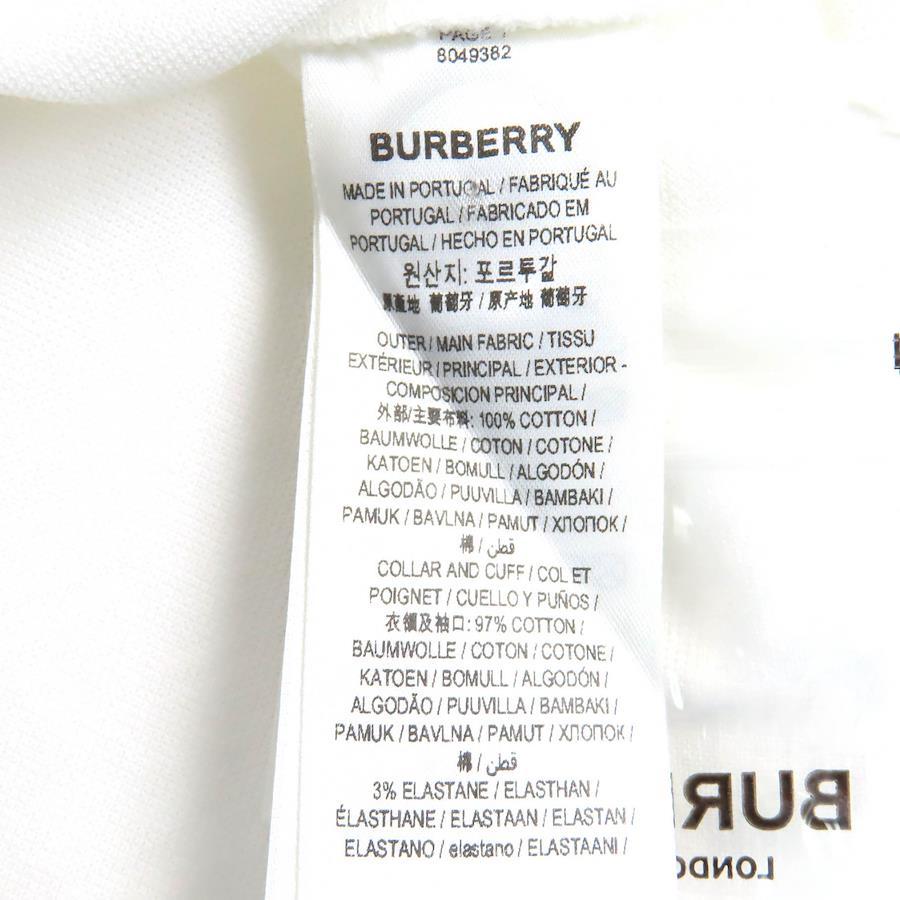 PAGE 1
8049382
BURBERRY
MADE IN PORTUGAL / FABRIQUÉ AU
PORTUGAL / FABRICADO EM
PORTUGAL / HECHO EN PORTUGAL
원산지: 포르투갈
原產地 葡萄牙 / 原产地 葡萄牙
OUTER / MAIN FABRIC / TISSU
EXTÉRIEUR / PRINCIPAL / EXTERIOR -
COMPOSICION PRINCIPAL /
外部/主要布料: 100% COTTON /
BAUMWOLLE / COTON / COTONE /
KATOEN / BOMULL / ALGODÓN /
ALGODÃO / PUUVILLA / BAMBAKI /
PAMUK / BAVLNA / PAMUT / ХЛОПОК /
棉 / قطن
COLLAR AND CUFF / COL ET
POIGNET / CUELLO Y PUÑOS /
衣領及袖口: 97% COTTON /
BAUMWOLLE / COTON / COTONE /
KATOEN / BOMULL / ALGODÓN /
ALGODÃO / PUUVILLA / BAMBAKI /
PAMUK / BAVLNA / PAMUT / ХЛОПОК /
棉 / قطن
3% ELASTANE / ELASTHAN /
ÉLASTHANE / ELASTAAN / ELASTAN /
ELASTANO / elastano / ELASTAANI /
BUR
LONDO